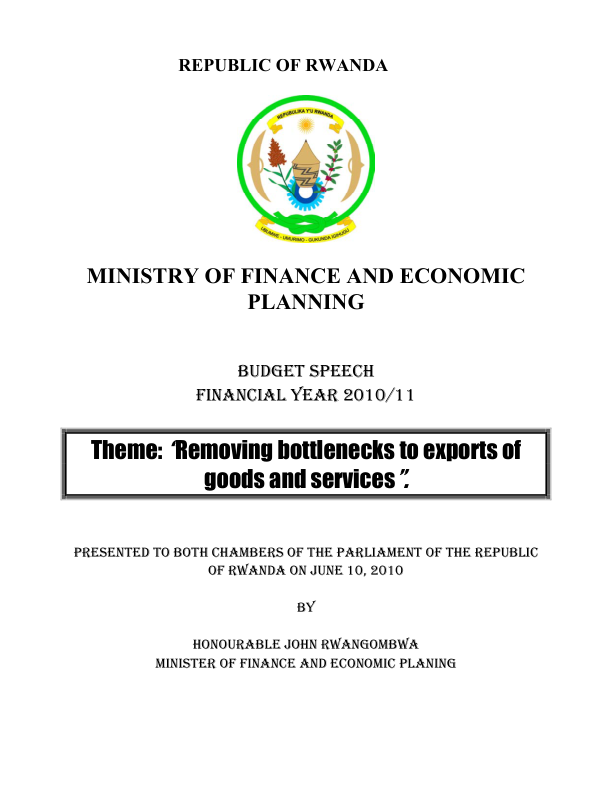 REPUBLIC OF RWANDA
REPUBULIKA Y'U RWANDA
UBUMWE - UMURIMO - GUKUNDA IGIHUGU
MINISTRY OF FINANCE AND ECONOMIC
PLANNING
BUDGET SPEECH
FINANCIAL YEAR 2010/11
Theme: "Removing bottlenecks to exports of
goods and services".
PRESENTED TO BOTH CHAMBERS OF THE PARLIAMENT OF THE REPUBLIC
OF RWANDA ON JUNE 10, 2010
BY
HONOURABLE JOHN RWANGOMBWA
MINISTER OF FINANCE AND ECONOMIC PLANING